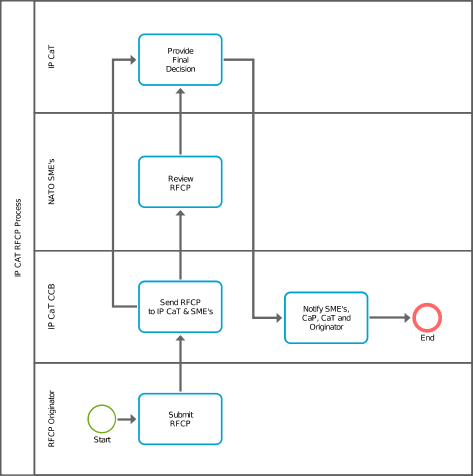 IP CAT RFCP Process
IP CaT
Provide
Final
Decision
NATO SME's
Review
RFCP
IP CaT CCB
Send RFCP
to IP CaT & SME's
Notify SME's,
CaP, CaT and
Originator
End
RFCP Originator
Start
Submit
RFCP